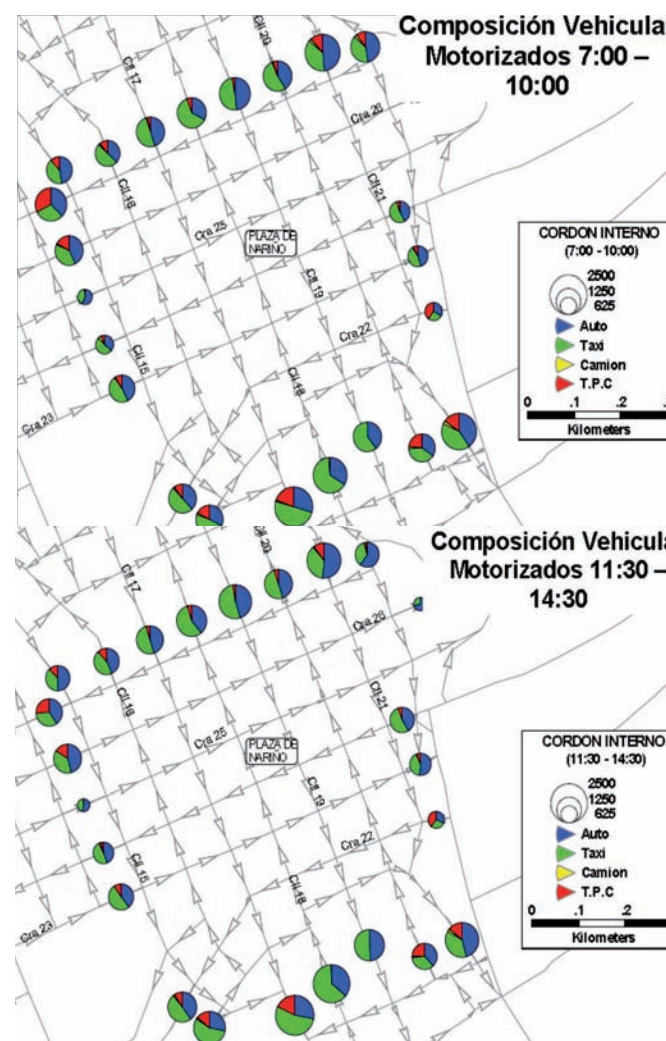 Composición Vehicula
Motorizados 7:00 –
10:00
Cll 20
Cll 17
Cra 26
Cll 16
Cll 21
Cra 25
PLAZA DE
NARIÑO
Cll 19
Cra 22
Cll 15
Cll 18
Cra 23
CORDON INTERNO
(7:00 - 10:00)
2500
1250
625
Auto
Taxi
Camion
T.P.C
0 .1 .2
Kilometers
Composición Vehicula
Motorizados 11:30 –
14:30
Cll 20
Cll 17
Cra 26
Cll 16
Cll 21
Cra 25
PLAZA DE
NARIÑO
Cll 19
Cra 22
Cll 15
Cll 18
Cra 23
CORDON INTERNO
(11:30 - 14:30)
2500
1250
625
Auto
Taxi
Camion
T.P.C
0 .1 .2
Kilometers